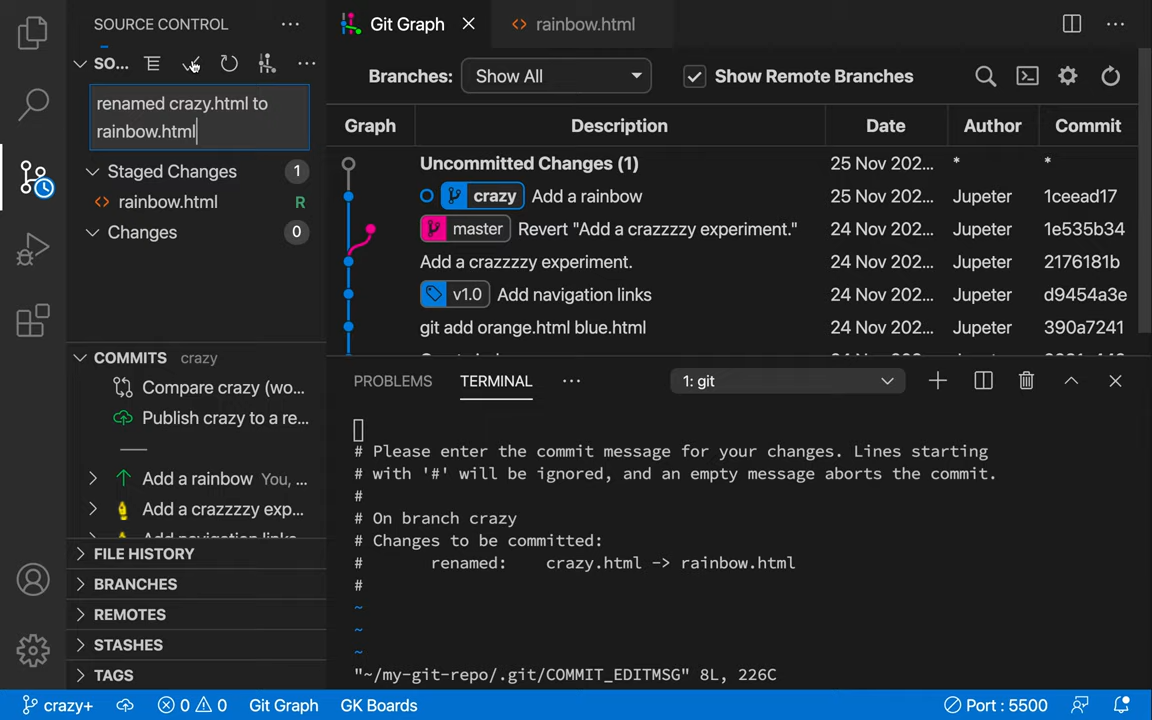 SOURCE CONTROL
SO...
renamed crazy.html to
rainbow.html
Staged Changes 1
rainbow.html R
Changes 0
COMMITS crazy
Compare crazy (wo...
Publish crazy to a re...
Add a rainbow You, ...
Add a crazzzzy exp...
Add navigation links
FILE HISTORY
BRANCHES
REMOTES
STASHES
TAGS
Git Graph
rainbow.html
Branches: Show All Show Remote Branches
Graph Description Date Author Commit
Uncommitted Changes (1) 25 Nov 202... * *
crazy Add a rainbow 25 Nov 202... Jupeter 1ceead17
master Revert "Add a crazzzzy experiment." 24 Nov 202... Jupeter 1e535b34
Add a crazzzzy experiment. 24 Nov 202... Jupeter 2176181b
v1.0 Add navigation links 24 Nov 202... Jupeter d9454a3e
git add orange.html blue.html 24 Nov 202... Jupeter 390a7241
PROBLEMS TERMINAL ... 1: git
# Please enter the commit message for your changes. Lines starting
# with '#' will be ignored, and an empty message aborts the commit.
#
# On branch crazy
# Changes to be committed:
# renamed: crazy.html -> rainbow.html
#
~
~
~
"~/my-git-repo/.git/COMMIT_EDITMSG" 8L, 226C
crazy+ 0 0 Git Graph GK Boards Port : 5500